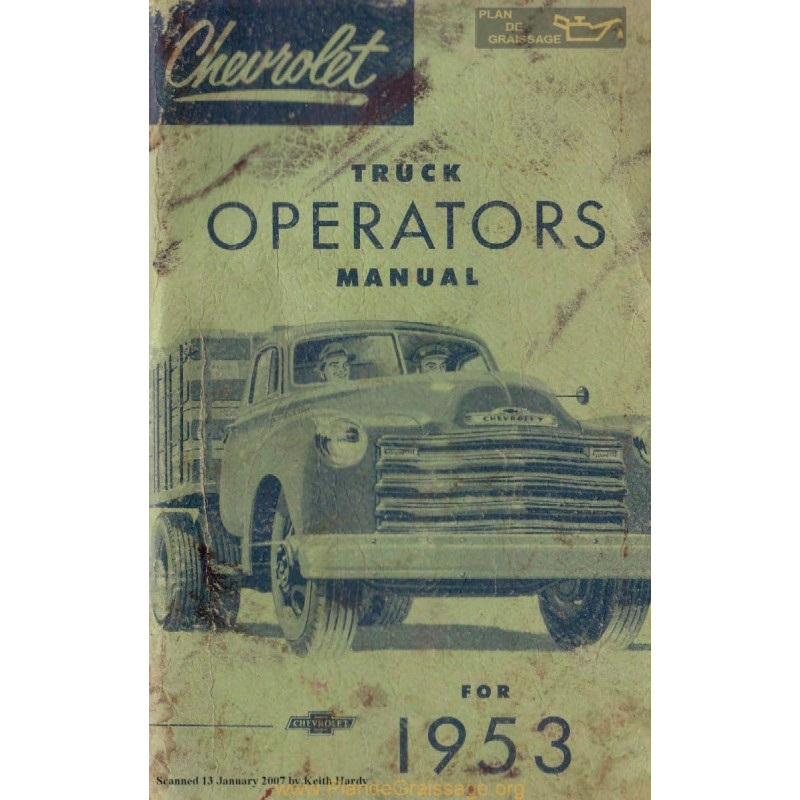 Chevrolet
PLAN
DE
GRAISSAGE
TRUCK
OPERATORS
MANUAL
CHEVROLET
CHEVROLET
FOR
1953
Scanned 13 January 2007 by Keith Hardy
www.PlandeGraissage.org